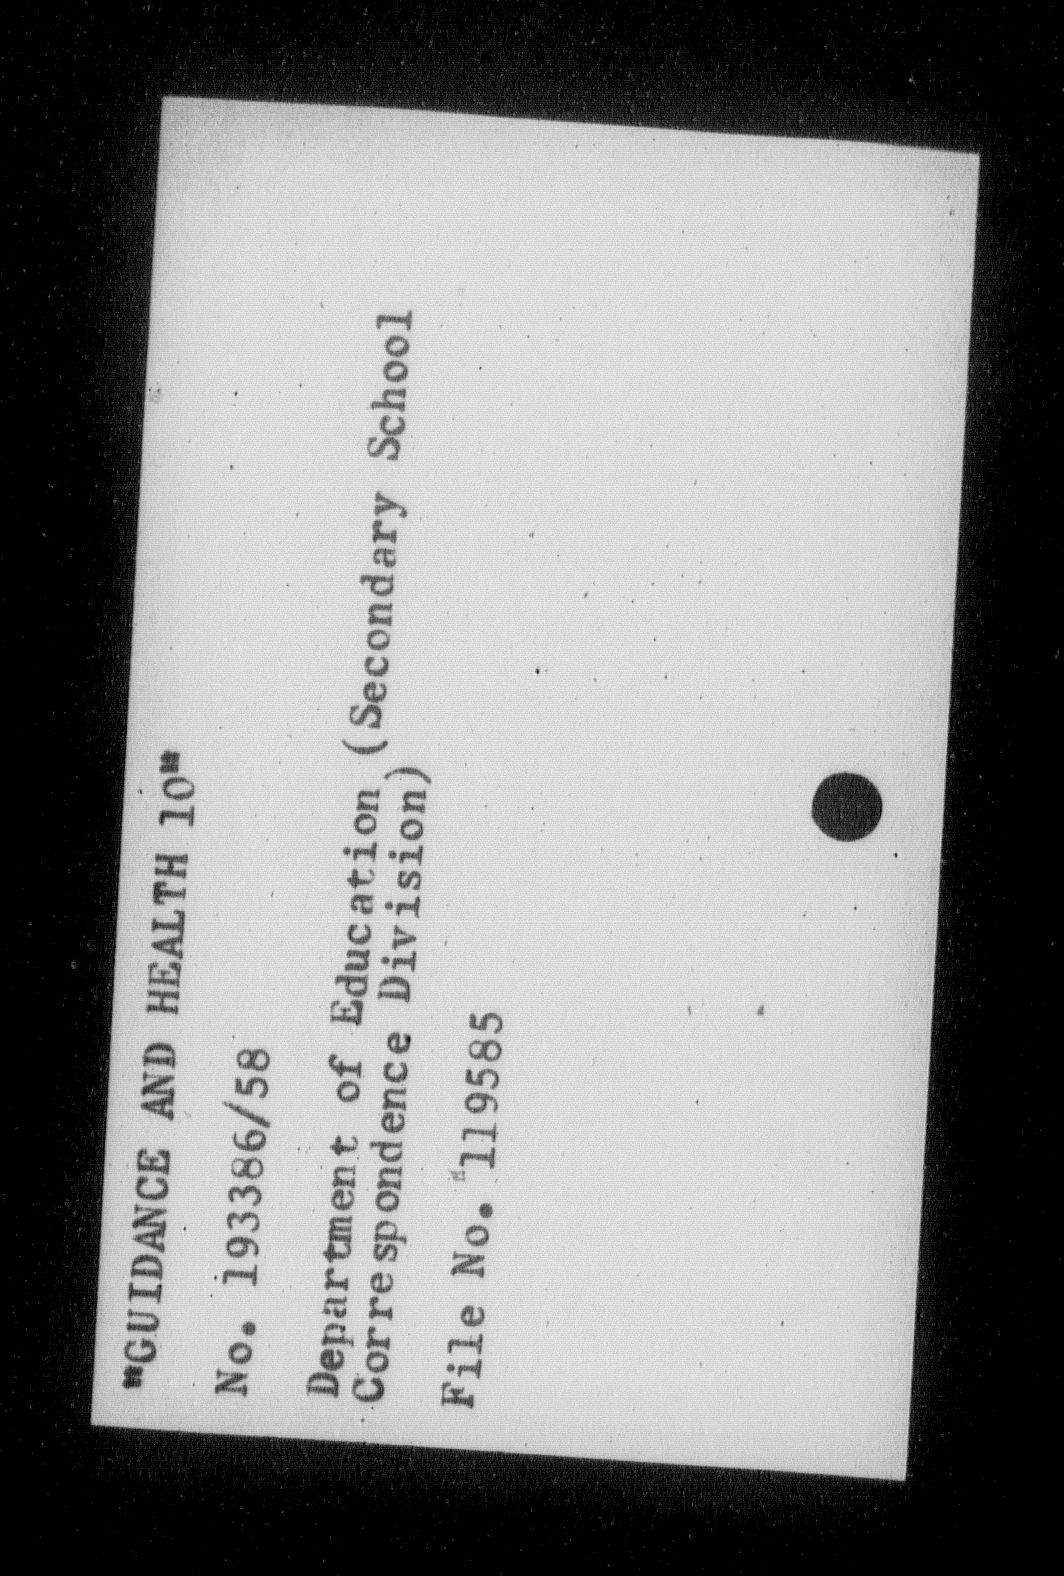 "GUIDANCE AND HEALTH 10"
No. 193386/58
Department of Education (Secondary School
Correspondence Division)
File No. 119585